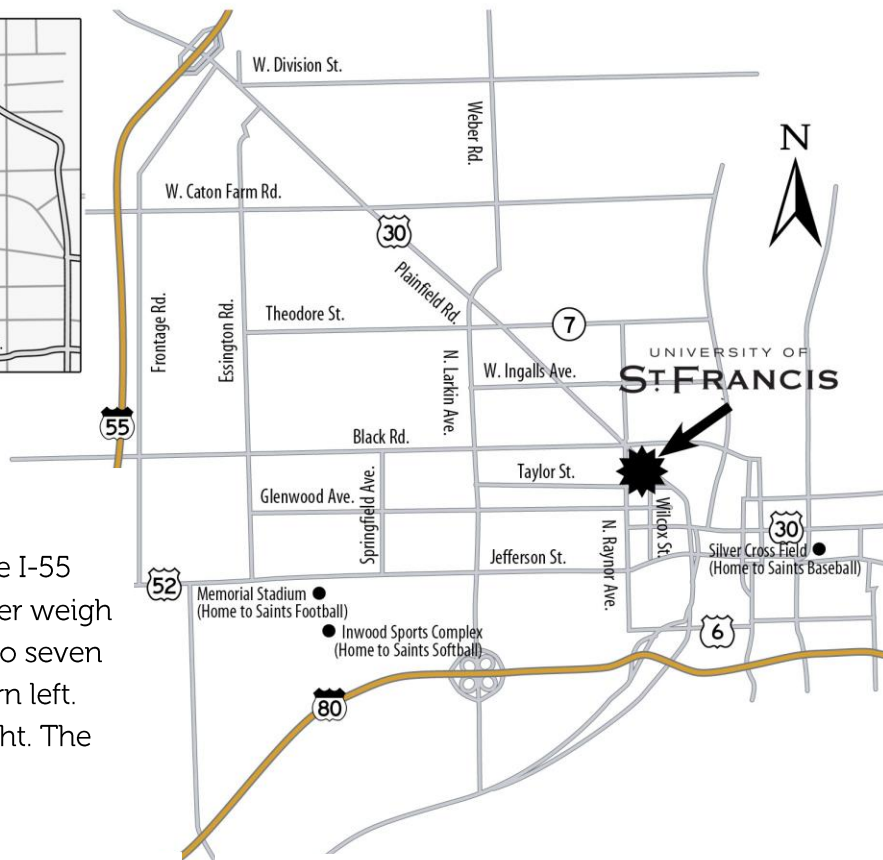 W. Division St.
Weber Rd.
N
W. Caton Farm Rd.
30
Plainfield Rd.
Frontage Rd.
Essington Rd.
Theodore St.
7
UNIVERSITY OF
ST. FRANCIS
N. Larkin Ave.
W. Ingalls Ave.
55
Black Rd.
Springfield Ave.
Taylor St.
Glenwood Ave.
Wilcox St.
N. Raynor Ave.
30
Silver Cross Field
(Home to Saints Baseball)
Jefferson St.
52
Memorial Stadium
(Home to Saints Football)
6
Inwood Sports Complex
(Home to Saints Softball)
80
e I-55
er weigh
o seven
rn left.
ht. The